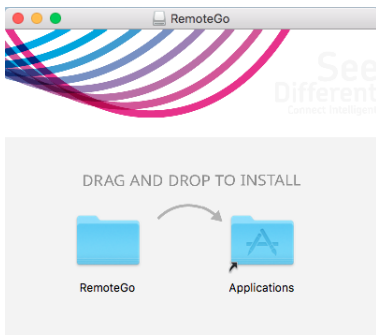 RemoteGo
See
Different
Connect Intelligent
DRAG AND DROP TO INSTALL
RemoteGo
Applications